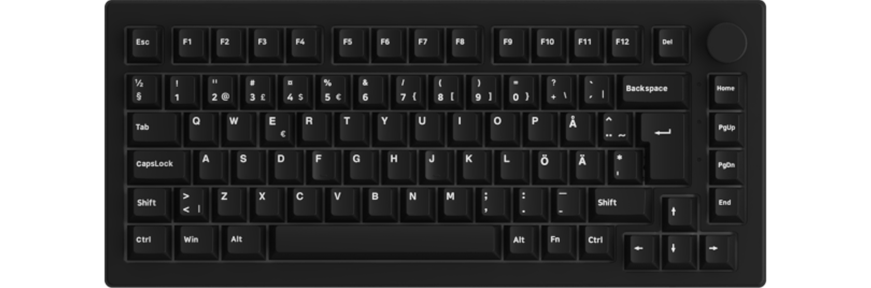 Esc F1 F2 F3 F4 F5 F6 F7 F8 F9 F10 F11 F12 Del
½ ! " # ¤ % & / ( ) = ? ` Backspace Home
§ 1 2 @ 3 £ 4 $ 5 € 6 7 { 8 [ 9 ] 0 } + \ ´ |
Tab Q W E € R T Y U I O P Å ^ ¨ ~ ← PgUp
CapsLock A S D F G H J K L Ö Ä * ' PgDn
Shift > < | Z X C V B N M ; , : . _ - Shift ↑ End
Ctrl Win Alt Alt Fn Ctrl ← ↓ →